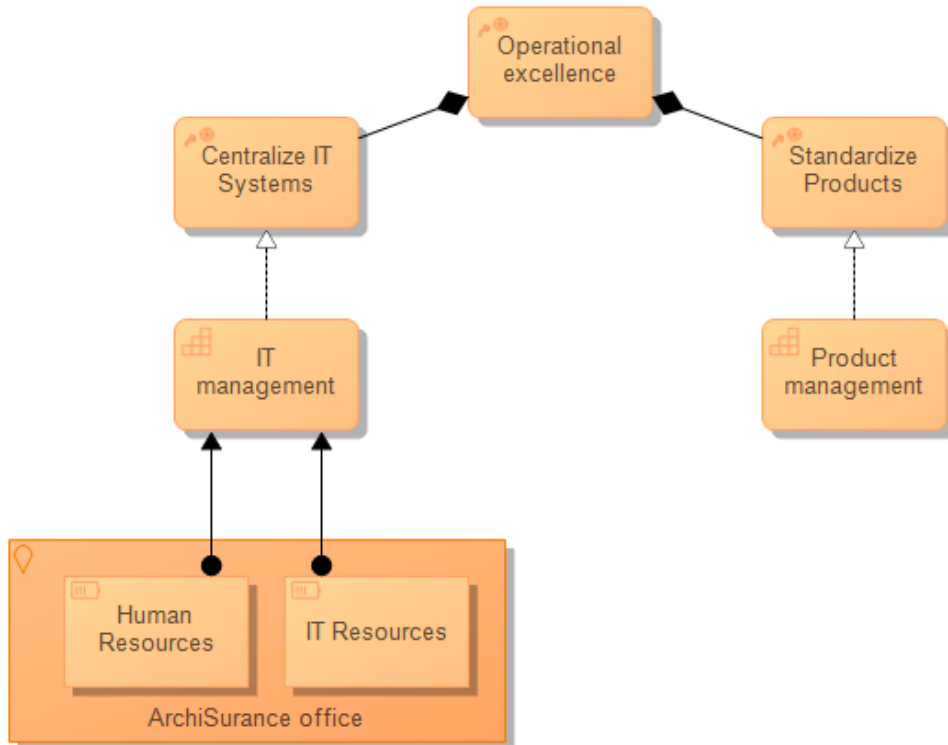 Operational
excellence
Centralize IT
Systems
Standardize
Products
IT
management
Product
management
Human
Resources
IT Resources
ArchiSurance office